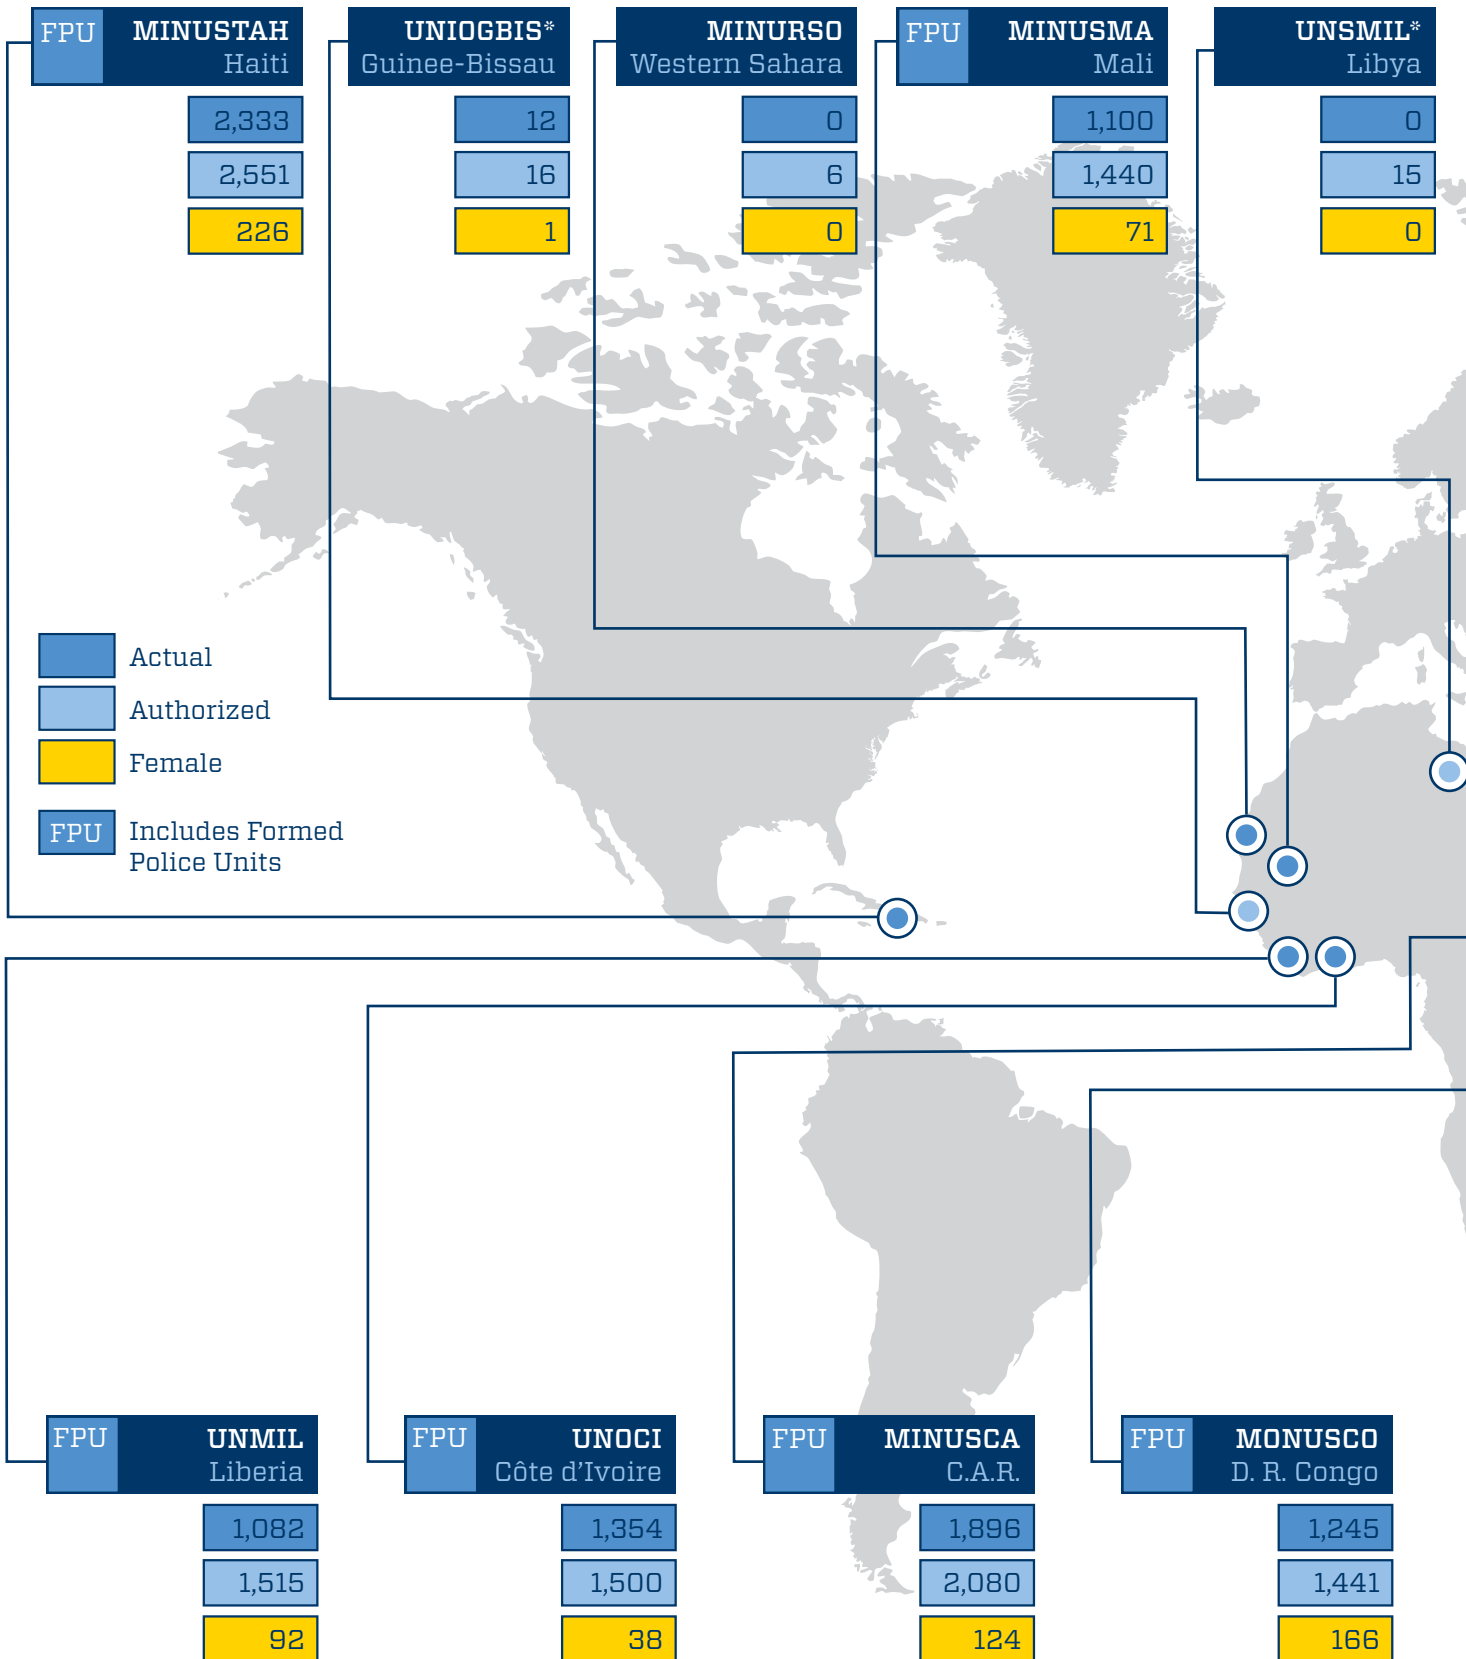 FPU
MINUSTAH
Haiti
2,333
2,551
226
UNIOGBIS*
Guinee-Bissau
12
16
1
MINURSO
Western Sahara
0
6
0
FPU
MINUSMA
Mali
1,100
1,440
71
UNSMIL*
Libya
0
15
0
Actual
Authorized
Female
FPU
Includes Formed
Police Units
FPU
UNMIL
Liberia
1,082
1,515
92
FPU
UNOCI
Côte d’Ivoire
1,354
1,500
38
FPU
MINUSCA
C.A.R.
1,896
2,080
124
FPU
MONUSCO
D. R. Congo
1,245
1,441
166